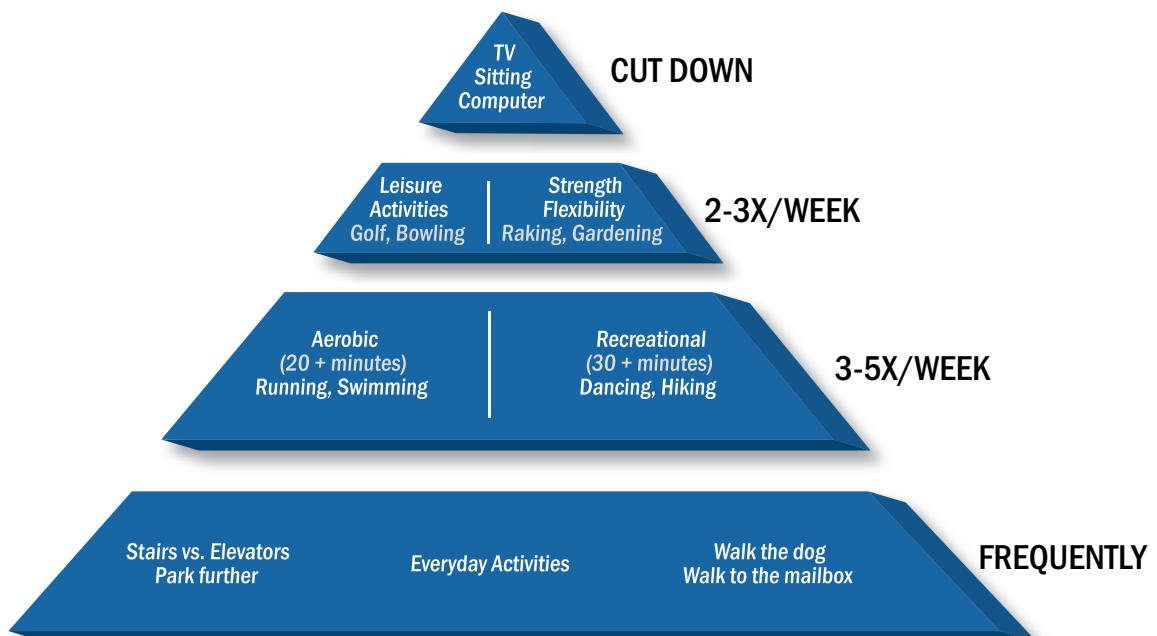 TV
Sitting
Computer
CUT DOWN
Leisure
Activities
Golf, Bowling
Strength
Flexibility
Raking, Gardening
2-3X/WEEK
Aerobic
(20 + minutes)
Running, Swimming
Recreational
(30 + minutes)
Dancing, Hiking
3-5X/WEEK
Stairs vs. Elevators
Park further
Everyday Activities
Walk the dog
Walk to the mailbox
FREQUENTLY